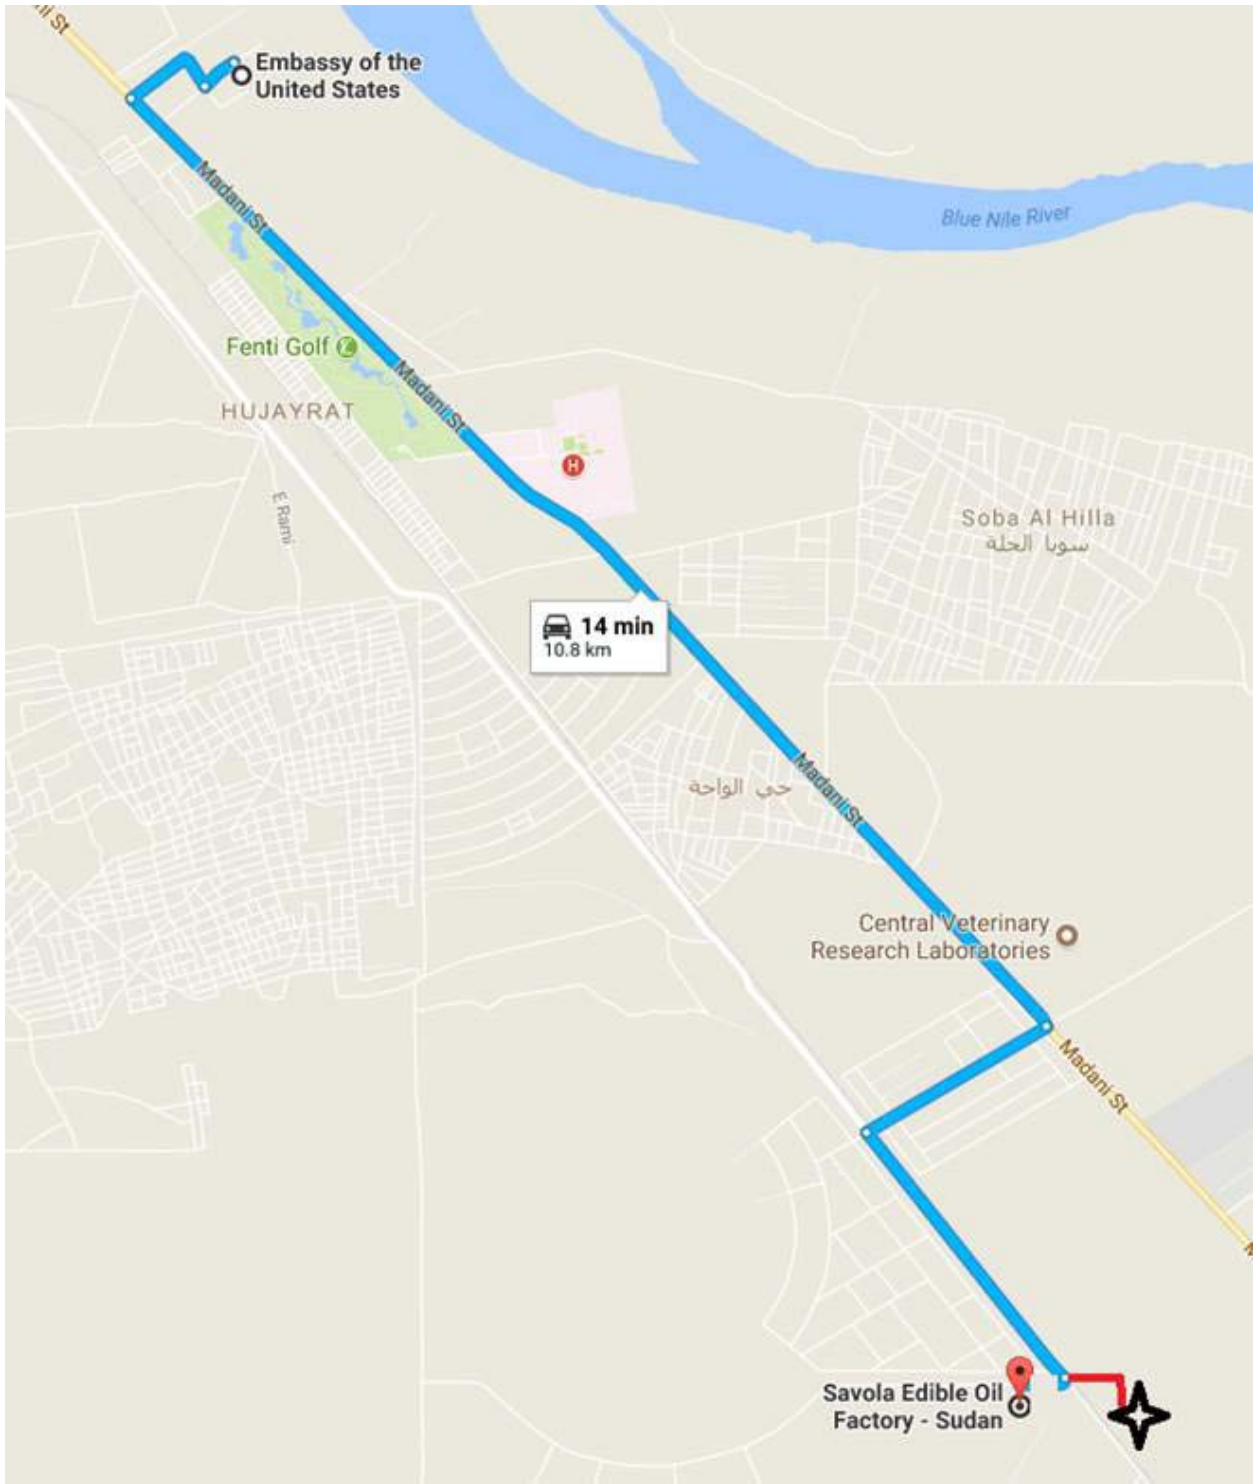 ni St
Embassy of the
United States
Madani St
Blue Nile River
Fenti Golf
Madani St
HUJAYRAT
H
E Rami
Soba Al Hilla
سوبا الحلة
14 min
10.8 km
Madani St
حي الواحة
Central Veterinary
Research Laboratories
Madani St
M
Savola Edible Oil
Factory - Sudan